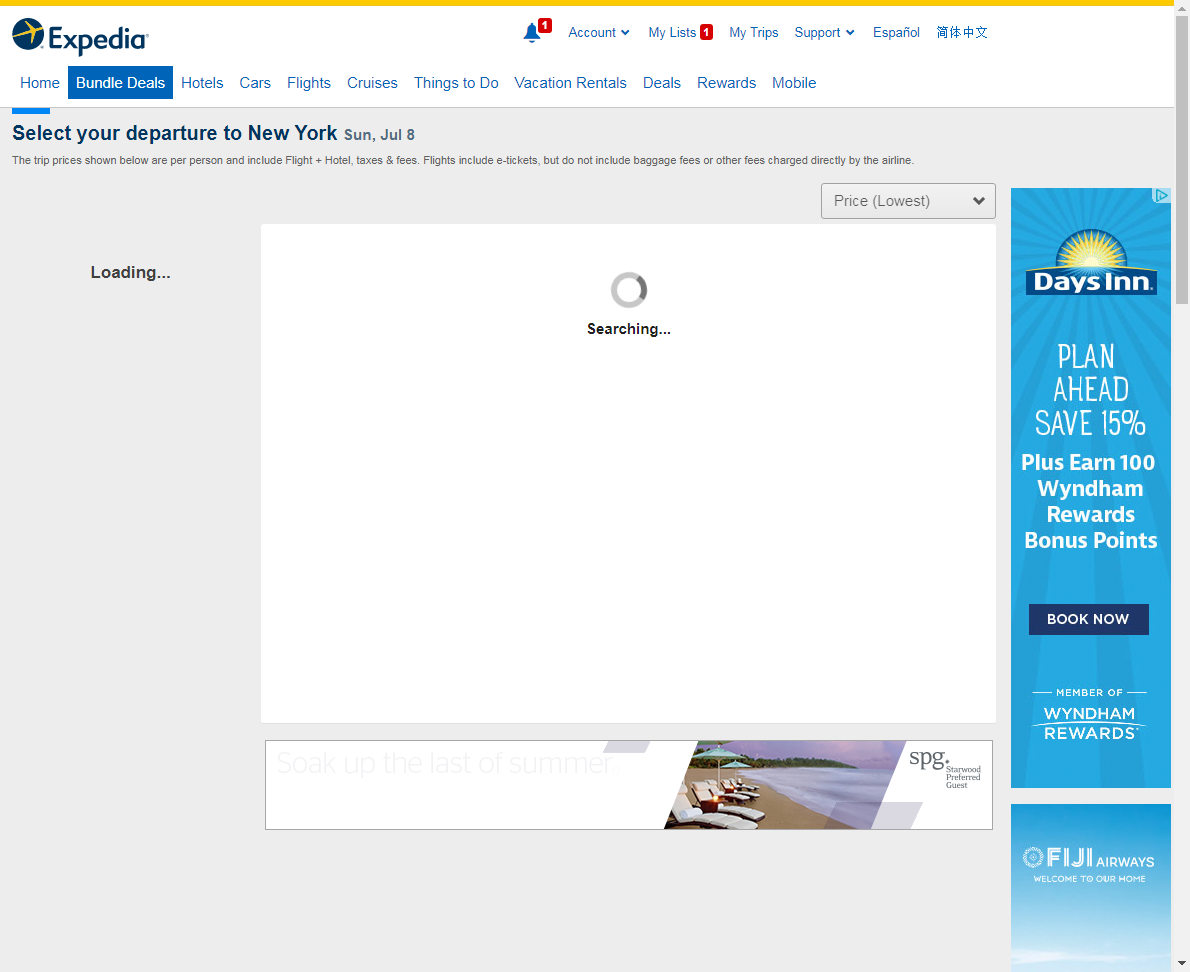 Expedia
1
Account
My Lists 1
My Trips
Support
Español
简体中文
Home
Bundle Deals
Hotels
Cars
Flights
Cruises
Things to Do
Vacation Rentals
Deals
Rewards
Mobile
Select your departure to New York Sun, Jul 8
The trip prices shown below are per person and include Flight + Hotel, taxes & fees. Flights include e-tickets, but do not include baggage fees or other fees charged directly by the airline.
Price (Lowest)
Loading...
Searching...
Days Inn.
PLAN
AHEAD
SAVE 15%
Plus Earn 100
Wyndham
Rewards
Bonus Points
BOOK NOW
MEMBER OF
WYNDHAM
REWARDS
Soak up the last of summer.
spg.
Starwood
Preferred
Guest
FIJI AIRWAYS
WELCOME TO OUR HOME